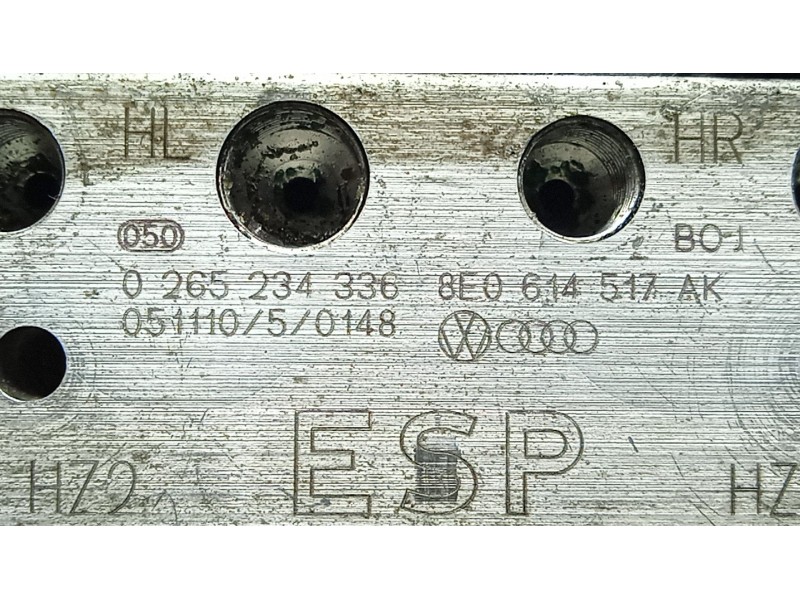 HL HR
050 BO-1
0 265 234 336 8E0 614 517 AK
051110/5/0148
ESP
HZ2 HZ